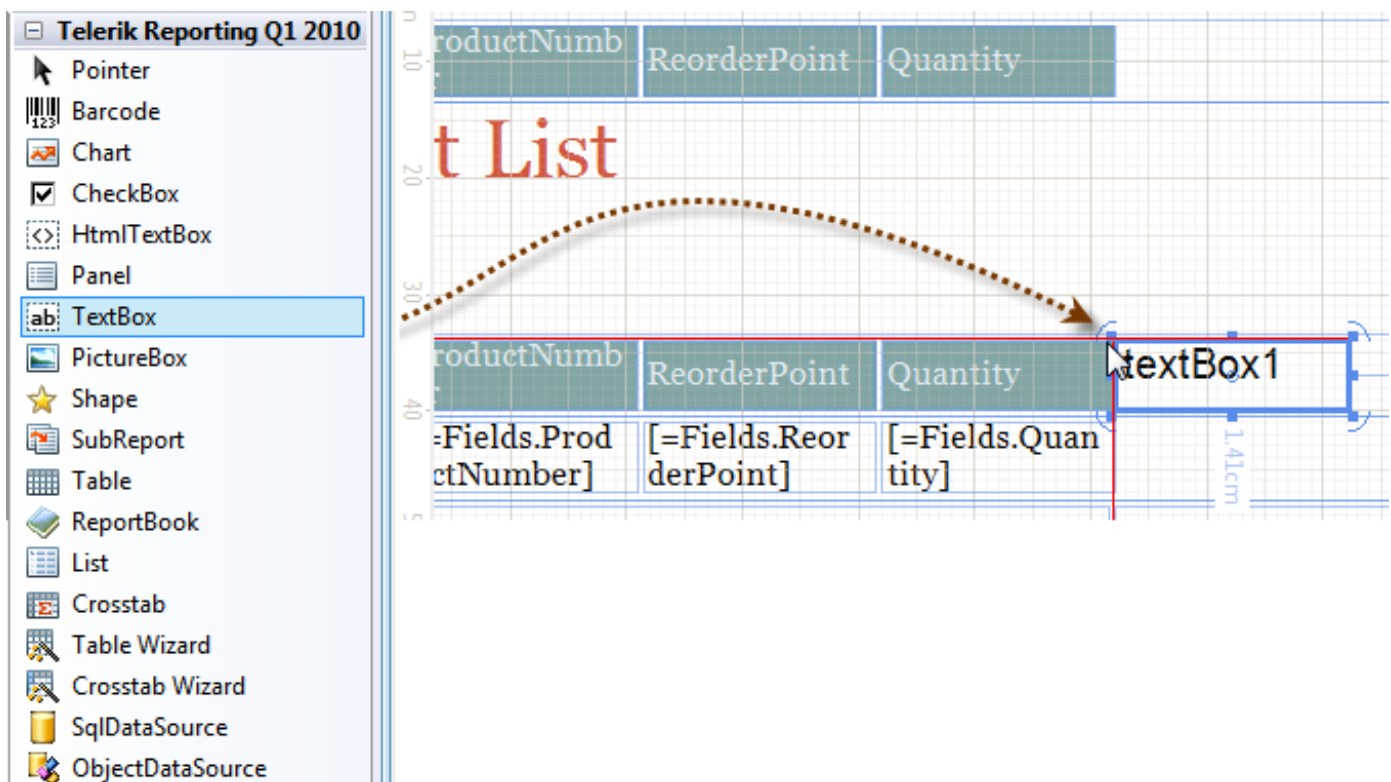 Telerik Reporting Q1 2010
Pointer
Barcode
Chart
CheckBox
HtmlTextBox
Panel
TextBox
PictureBox
Shape
SubReport
Table
ReportBook
List
Crosstab
Table Wizard
Crosstab Wizard
SqlDataSource
ObjectDataSource
123
ab
10
20
30
40
roductNumb
r
ReorderPoint
Quantity
t List
roductNumb
r
ReorderPoint
Quantity
textBox1
=Fields.Prod
ctNumber]
[=Fields.Reor
derPoint]
[=Fields.Quan
tity]
1.41cm